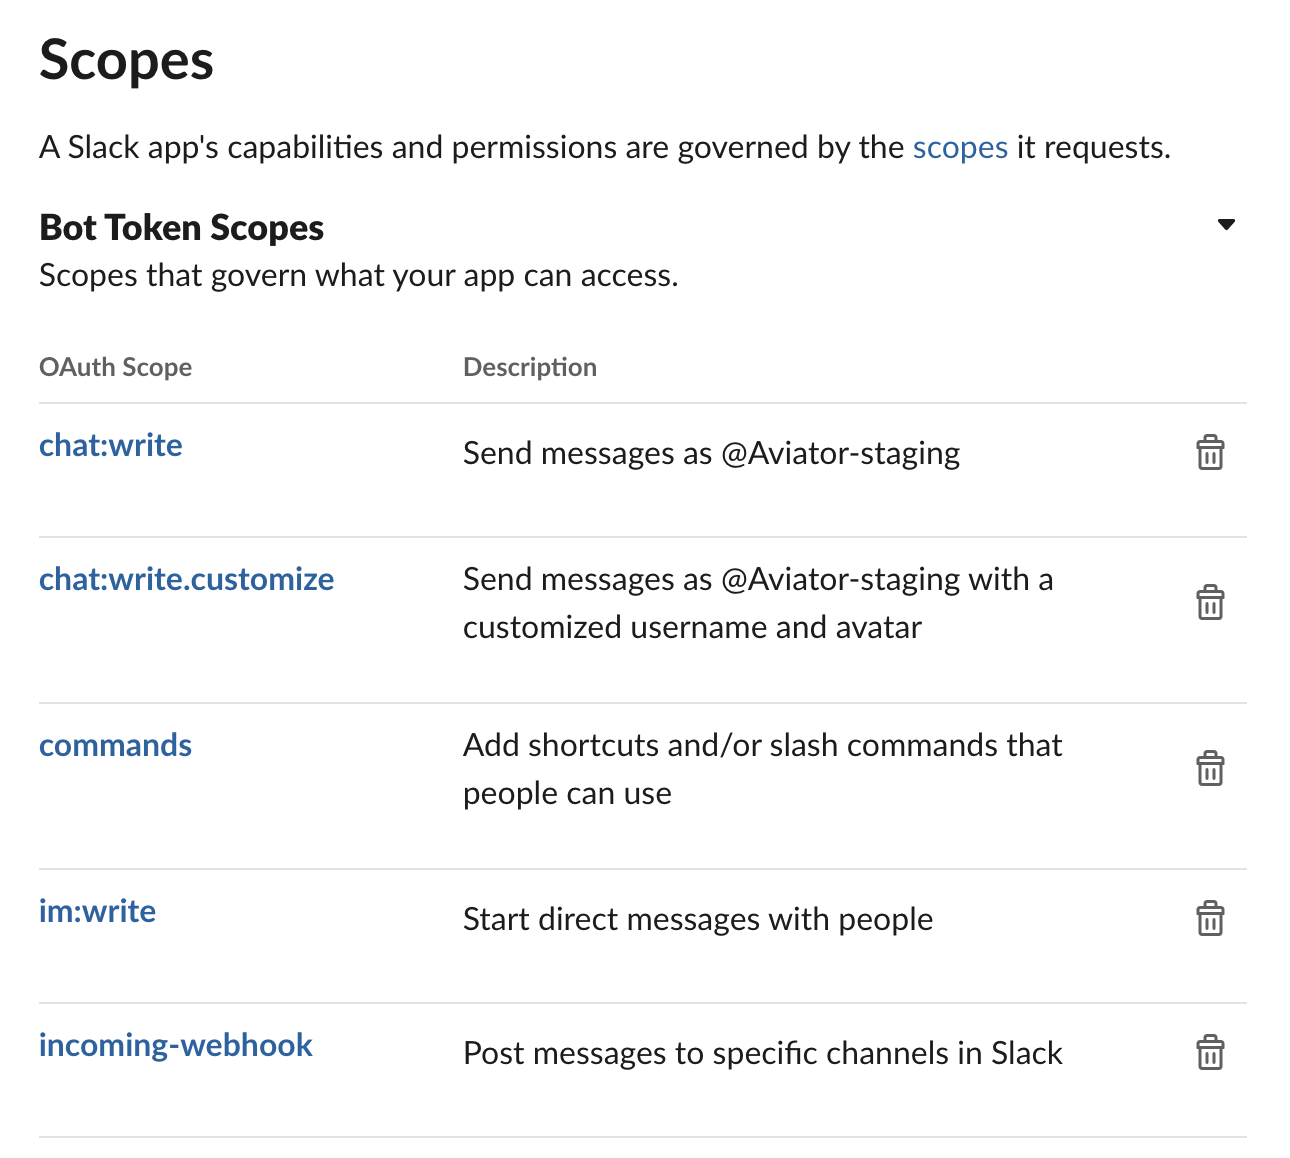 Scopes
A Slack app's capabilities and permissions are governed by the scopes it requests.
Bot Token Scopes
Scopes that govern what your app can access.
OAuth Scope Description
chat:write Send messages as @Aviator-staging
chat:write.customize Send messages as @Aviator-staging with a
customized username and avatar
commands Add shortcuts and/or slash commands that
people can use
im:write Start direct messages with people
incoming-webhook Post messages to specific channels in Slack